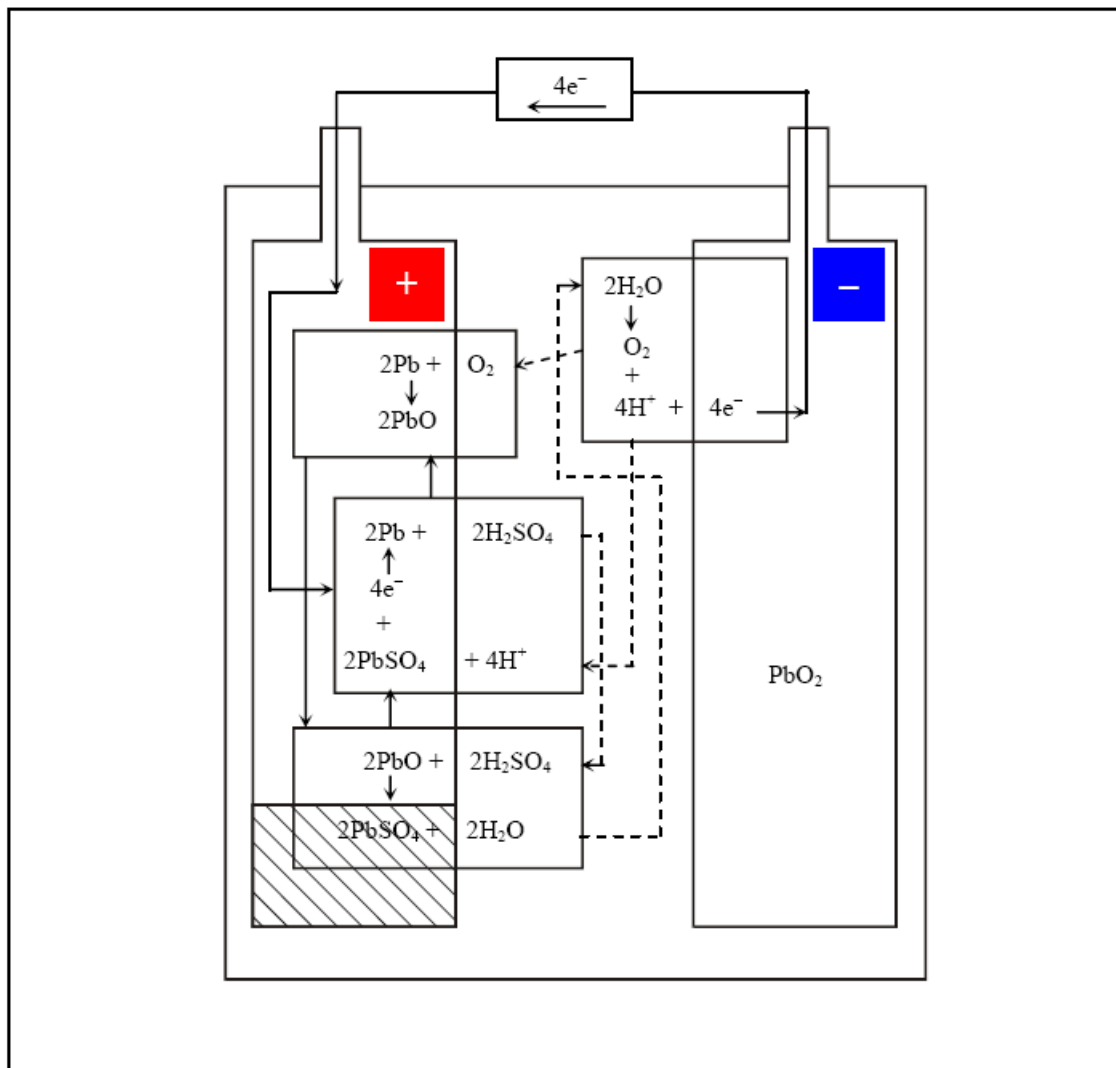 4e⁻
+
−
2H₂O
O₂
+
4H⁺ + 4e⁻
2Pb + O₂
2PbO
2Pb + 2H₂SO₄
4e⁻
+
2PbSO₄ + 4H⁺
PbO₂
2PbO + 2H₂SO₄
2PbSO₄ + 2H₂O